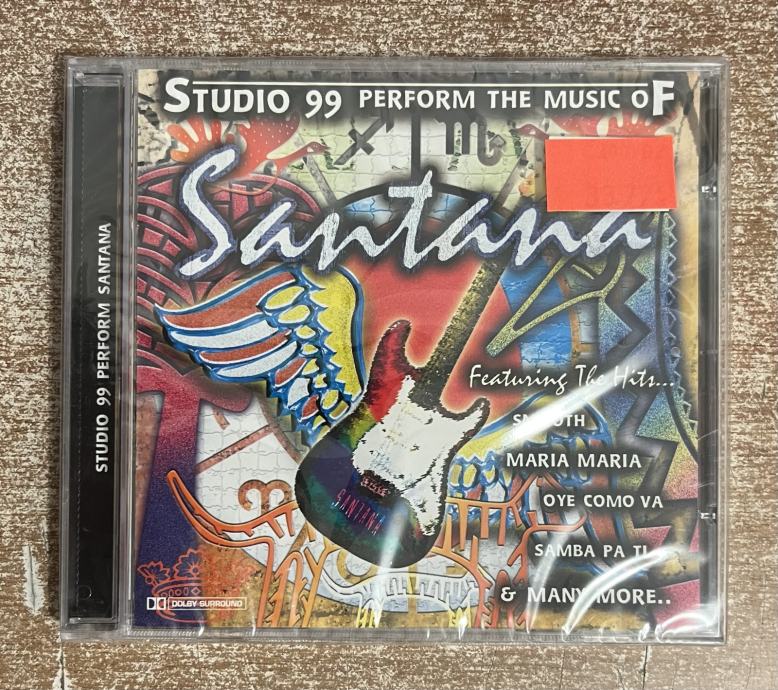 STUDIO 99 PERFORM THE MUSIC OF
Santana
STUDIO 99 PERFORM SANTANA
Featuring The Hits...
SMOOTH
MARIA MARIA
OYE COMO VA
SAMBA PA TI
& MANY MORE..
SANTANA
DOLBY SURROUND